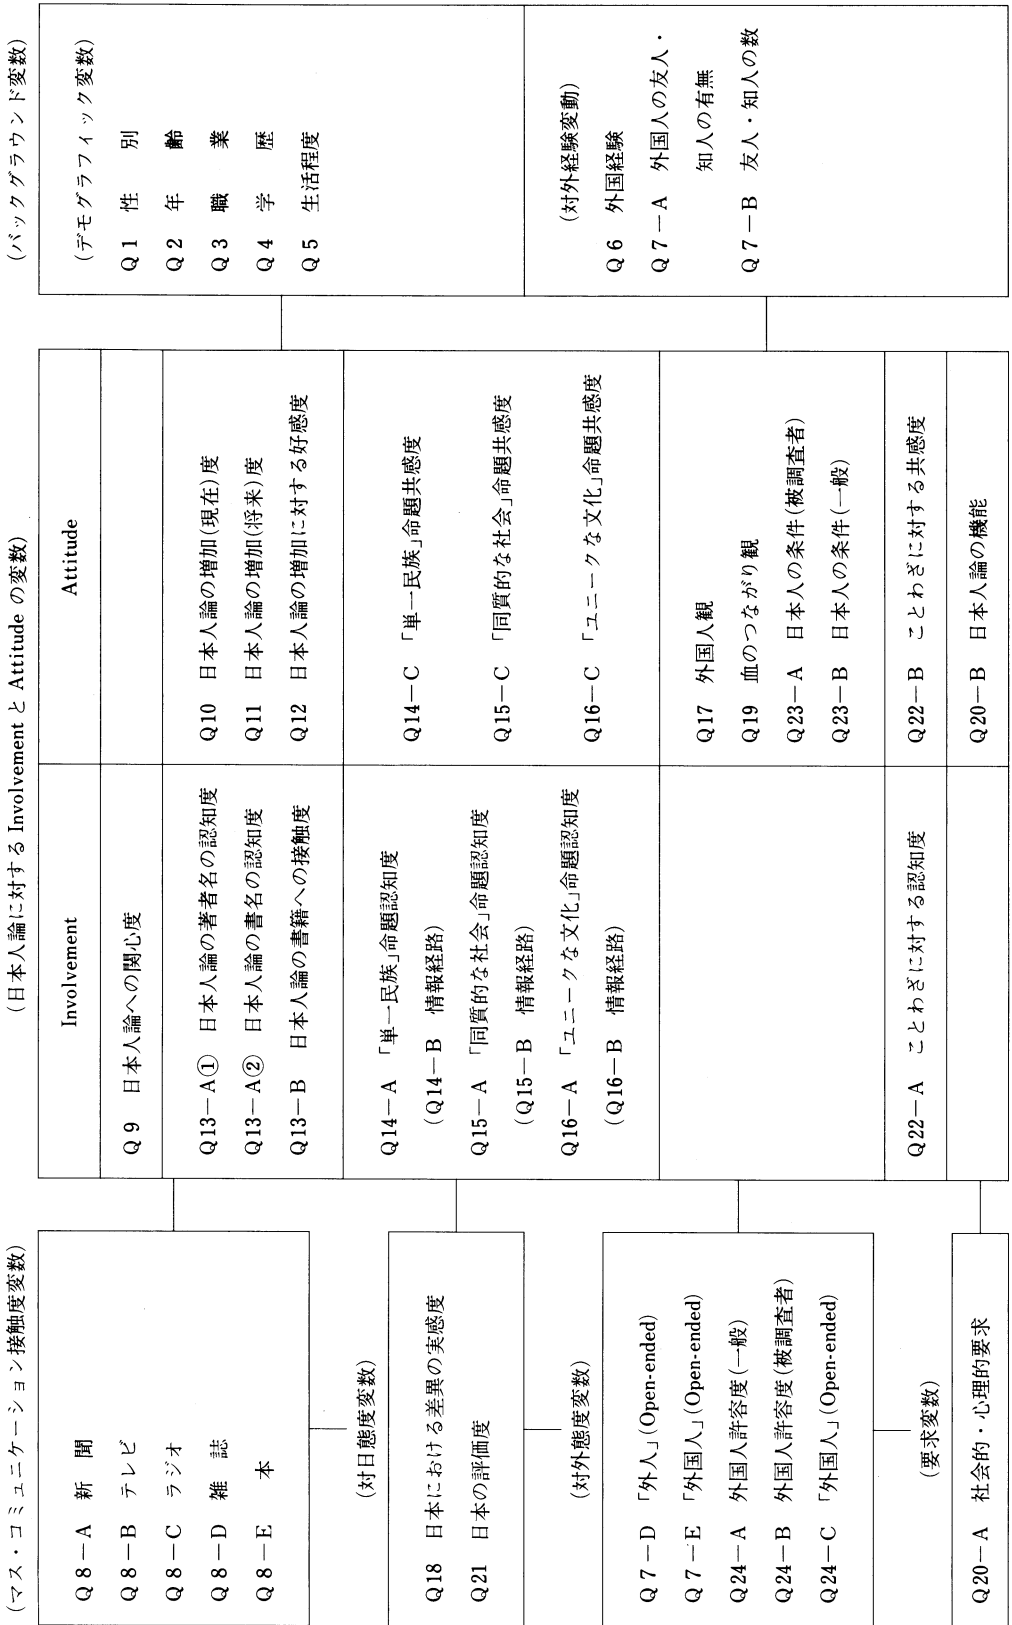 (マス・コミュニケーション接触度変数)
Q8－A 新聞
Q8－B テレビ
Q8－C ラジオ
Q8－D 雑誌
Q8－E 本
(対日態度変数)
Q18 日本における差異の実感度
Q21 日本の評価度
(対外態度変数)
Q7－D 「外人」(Open-ended)
Q7－E 「外国人」(Open-ended)
Q24－A 外国人許容度(一般)
Q24－B 外国人許容度(被調査者)
Q24－C 「外国人」(Open-ended)
(要求変数)
Q20－A 社会的・心理的要求
(日本人論に対する Involvement と Attitude の変数)
Involvement
Attitude
Q9 日本人論への関心度
Q13－A① 日本人論の著者名の認知度
Q13－A② 日本人論の書名の認知度
Q13－B 日本人論の書籍への接触度
Q10 日本人論の増加(現在)度
Q11 日本人論の増加(将来)度
Q12 日本人論の増加に対する好感度
Q14－A 「単一民族」命題認知度
(Q14－B 情報経路)
Q15－A 「同質的な社会」命題認知度
(Q15－B 情報経路)
Q16－A 「ユニークな文化」命題認知度
(Q16－B 情報経路)
Q14－C 「単一民族」命題共感度
Q15－C 「同質的な社会」命題共感度
Q16－C 「ユニークな文化」命題共感度
Q17 外国人観
Q19 血のつながり観
Q23－A 日本人の条件(被調査者)
Q23－B 日本人の条件(一般)
Q22－A ことわざに対する認知度
Q22－B ことわざに対する共感度
Q20－B 日本人論の機能
(バックグラウンド変数)
(デモグラフィック変数)
Q1 性別
Q2 年齢
Q3 職業
Q4 学歴
Q5 生活程度
(対外経験変動)
Q6 外国経験
Q7－A 外国人の友人・
知人の有無
Q7－B 友人・知人の数